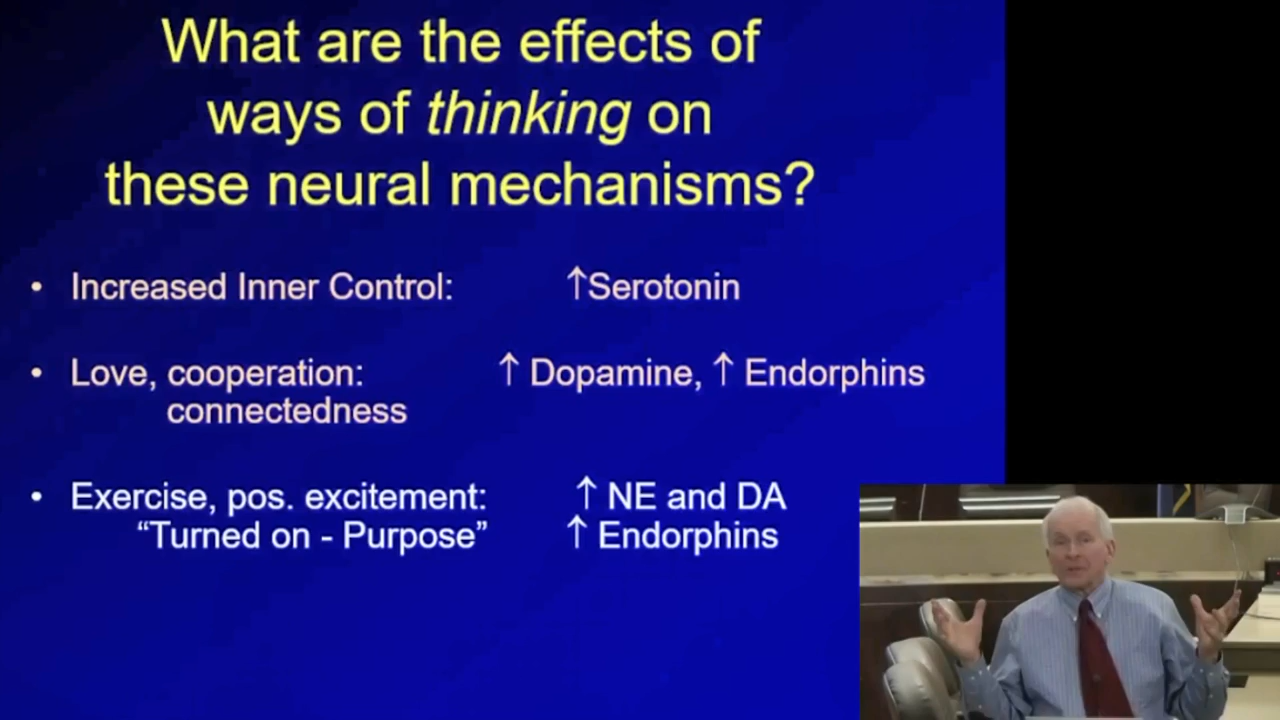 What are the effects of
ways of thinking on
these neural mechanisms?
• Increased Inner Control: ↑Serotonin
• Love, cooperation: ↑ Dopamine, ↑ Endorphins
connectedness
• Exercise, pos. excitement: ↑ NE and DA
“Turned on - Purpose” ↑ Endorphins